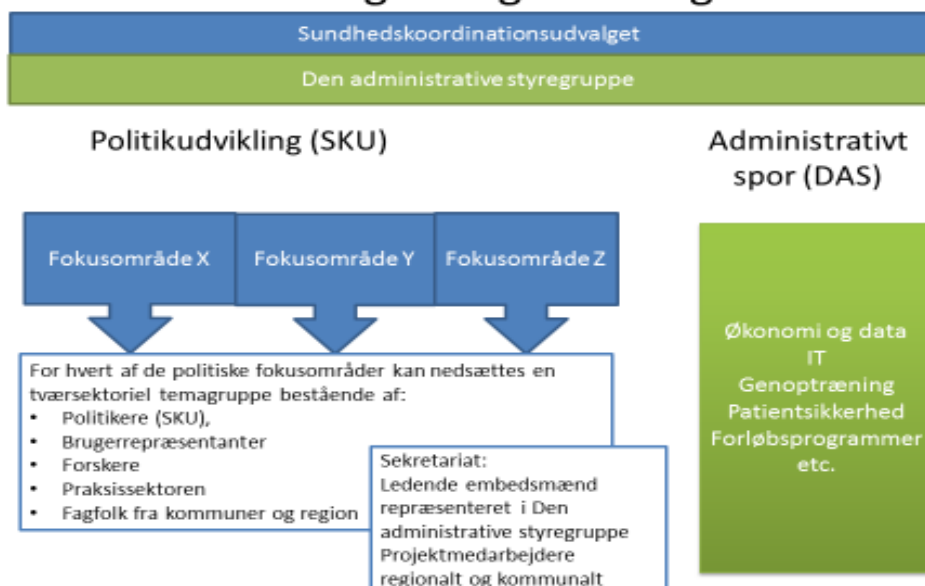 Sundhedskoordinationsudvalget
Den administrative styregruppe
Politikudvikling (SKU)
Administrativt
spor (DAS)
Fokusområde X
Fokusområde Y
Fokusområde Z
For hvert af de politiske fokusområder kan nedsættes en
tværsektoriel temagruppe bestående af:
• Politikere (SKU),
• Brugerrepræsentanter
• Forskere
• Praksissektoren
• Fagfolk fra kommuner og region
Sekretariat:
Ledende embedsmænd
repræsenteret i Den
administrative styregruppe
Projektmedarbejdere
regionalt og kommunalt
Økonomi og data
IT
Genoptræning
Patientsikkerhed
Forløbsprogrammer
etc.